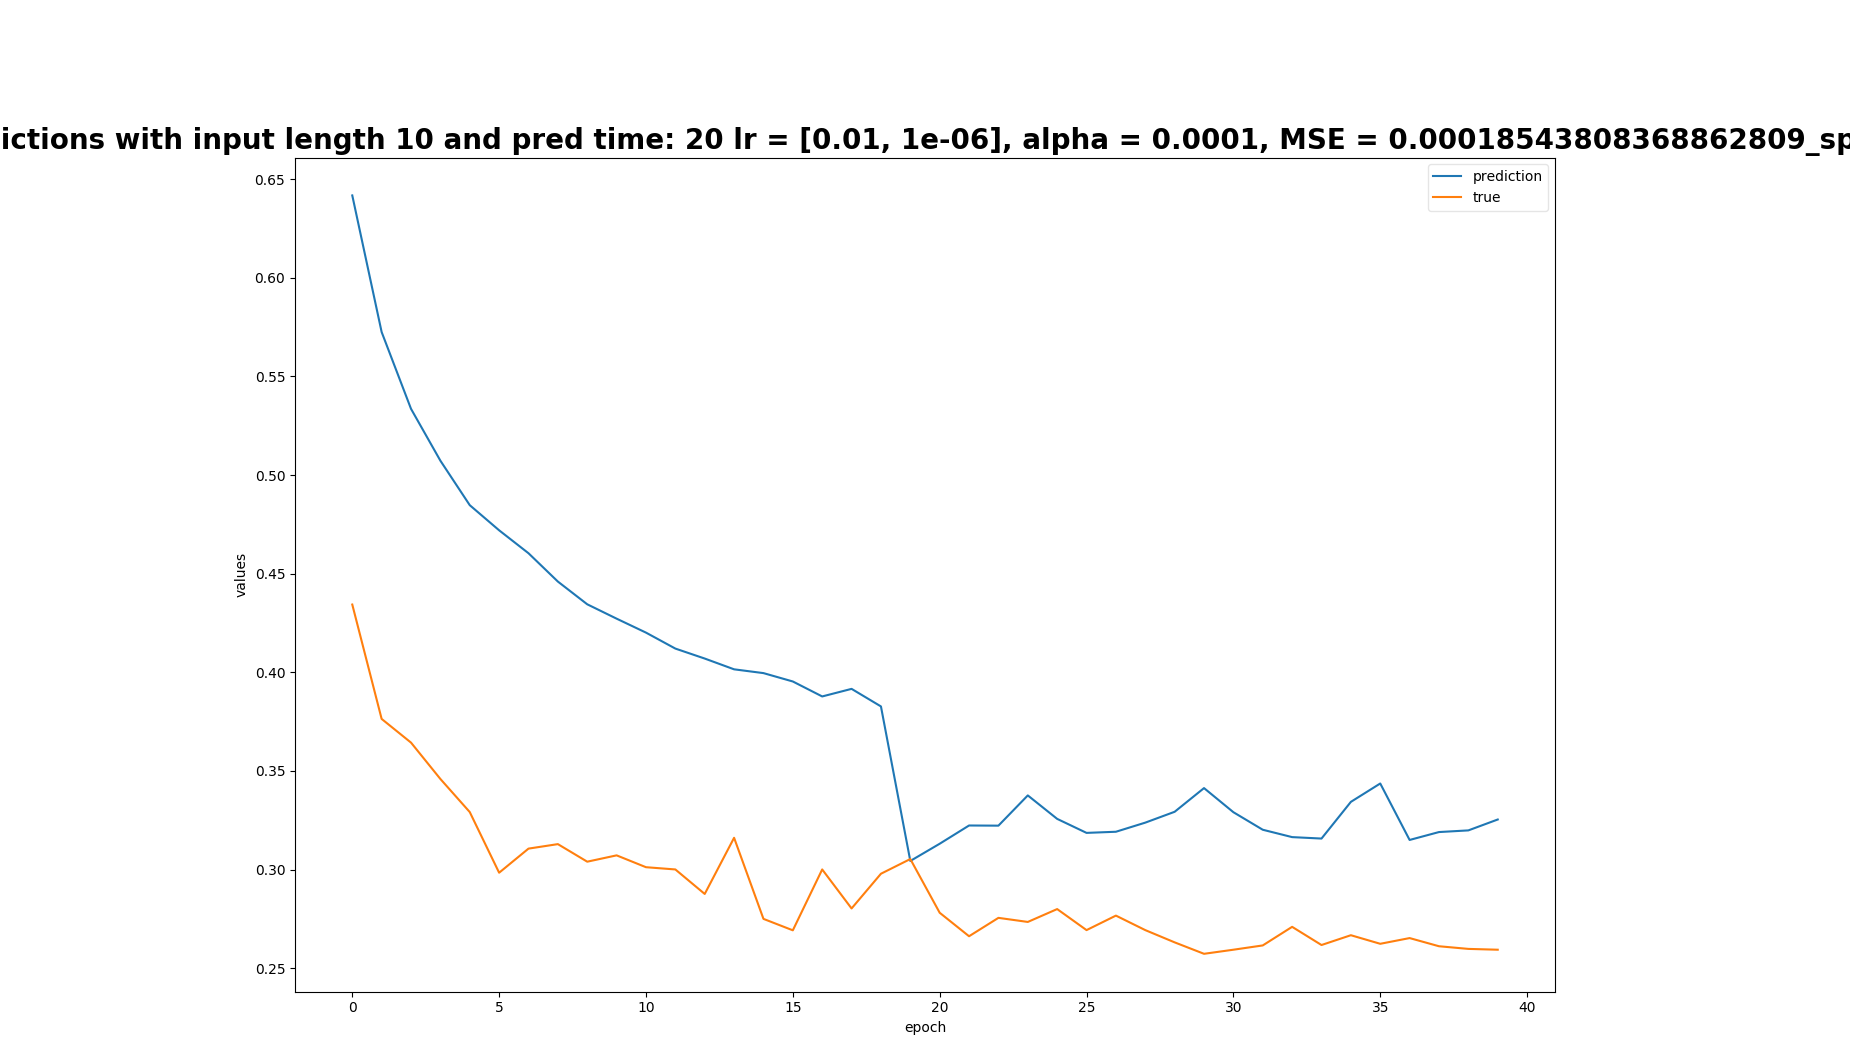 ictions with input length 10 and pred time: 20 lr = [0.01, 1e-06], alpha = 0.0001, MSE = 0.00018543808368862809_sp
prediction
true
0.65
0.60
0.55
0.50
0.45
0.40
0.35
0.30
0.25
values
0 5 10 15 20 25 30 35 40
epoch